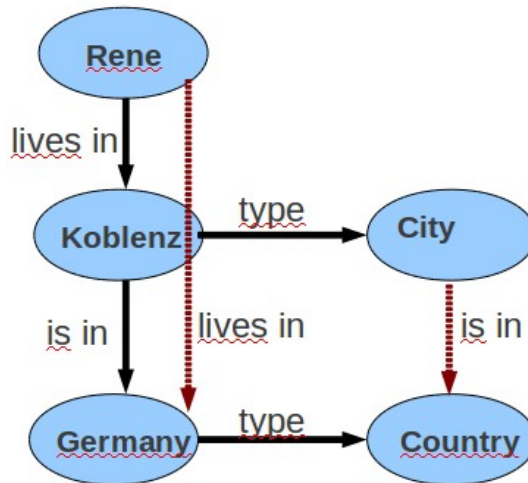 Rene
lives in
Koblenz
type
City
is in
lives in
is in
Germany
type
Country